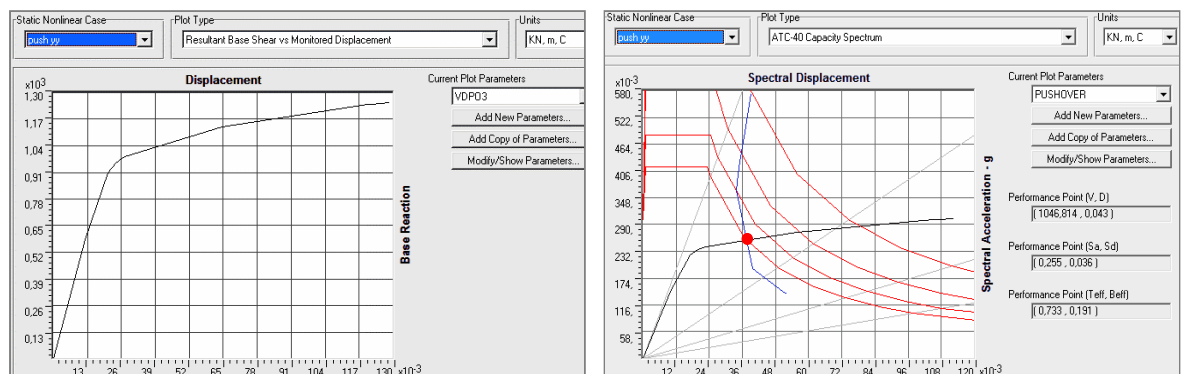 Static Nonlinear Case
Plot Type
Units
push yy
Resultant Base Shear vs Monitored Displacement
KN, m, C
Displacement
Current Plot Parameters
x10-3
1,30
VDPO3
1,17
Add New Parameters...
1,04
Add Copy of Parameters...
0,91
Modify/Show Parameters...
0,78
0,65
0,52
0,39
0,26
0,13
Base Reaction
13, 26, 39, 52, 65, 78, 91, 104, 117, 130, x10-3
Static Nonlinear Case
Plot Type
Units
push yy
ATC-40 Capacity Spectrum
KN, m, C
Spectral Displacement
Current Plot Parameters
x10-3
580,
PUSHOVER
522,
Add New Parameters...
464,
Add Copy of Parameters...
406,
Modify/Show Parameters...
348,
290,
232,
174,
116,
58,
Spectral Acceleration - g
12, 24, 36, 48, 60, 72, 84, 96, 108, 120, x10-3
Performance Point (V, D)
( 1046,814 , 0,043 )
Performance Point (Sa, Sd)
( 0,255 , 0,036 )
Performance Point (Teff, Beff)
( 0,733 , 0,191 )